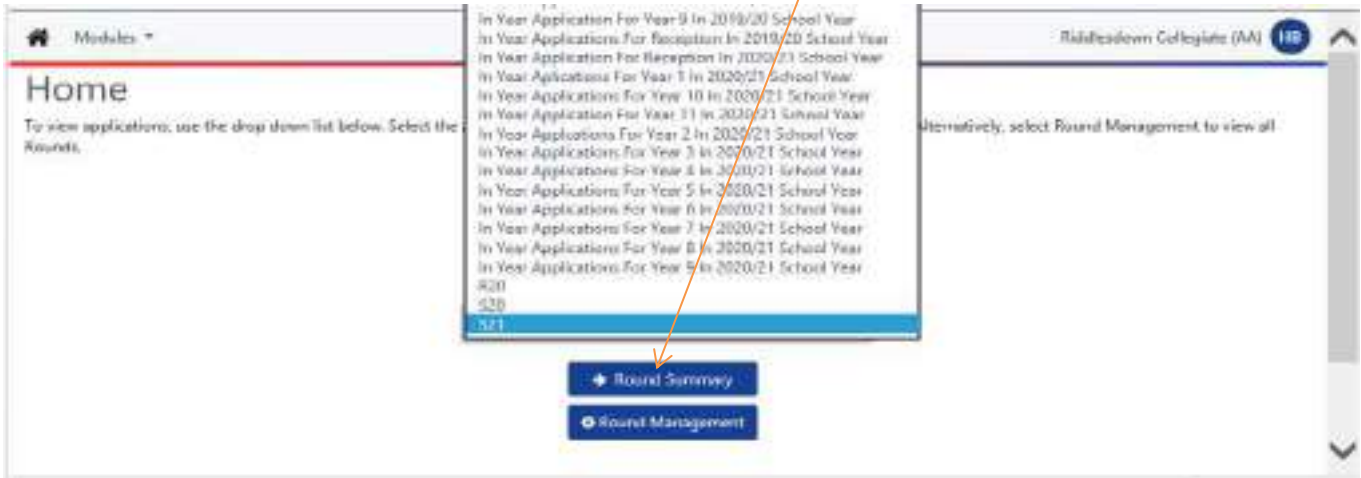 Modules
Riddlesdown Collegiate (AA) HB
Home
To view applications, use the drop down list below. Select the
Alternatively, select Round Management to view all
Rounds.
In Year Application For Year 9 In 2019/20 School Year
In Year Applications For Reception In 2019/20 School Year
In Year Application For Reception In 2020/21 School Year
In Year Aplications For Year 1 In 2020/21 School Year
In Year Applications For Year 10 In 2020/21 School Year
In Year Application For Year 11 In 2020/21 School Year
In Year Applications For Year 2 In 2020/21 School Year
In Year Applications For Year 3 In 2020/21 School Year
In Year Applications For Year 4 In 2020/21 School Year
In Year Applications For Year 5 In 2020/21 School Year
In Year Applications For Year 6 In 2020/21 School Year
In Year Applications For Year 7 In 2020/21 School Year
In Year Applications For Year 8 In 2020/21 School Year
In Year Applications For Year 9 In 2020/21 School Year
R20
S20
S21
Round Summary
Round Management